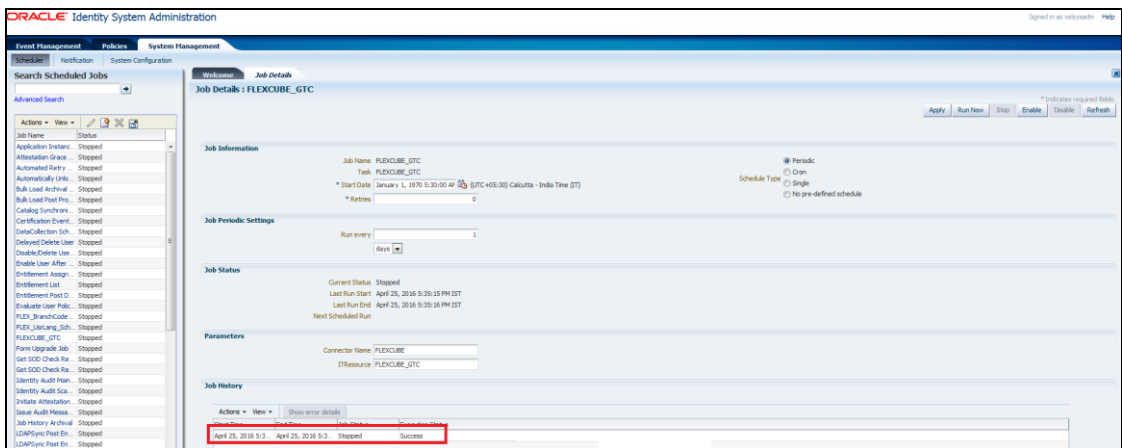 ORACLE Identity System Administration
Signed in as xelsysadm Help
Event Management Policies System Management
Scheduler Notification System Configuration
Search Scheduled Jobs
Advanced Search
Actions View
Job Name Status
Application Instanc... Stopped
Attestation Grace ... Stopped
Automated Retry ... Stopped
Automatically Unlo... Stopped
Bulk Load Archival ... Stopped
Bulk Load Post Pro... Stopped
Catalog Synchroni... Stopped
Certification Event... Stopped
DataCollection Sch... Stopped
Delayed Delete User Stopped
Disable/Delete Use... Stopped
Enable User After ... Stopped
Entitlement Assign... Stopped
Entitlement List Stopped
Entitlement Post D... Stopped
Evaluate User Polic... Stopped
FLEX_BranchCode... Stopped
FLEX_UsrLang_Sch... Stopped
FLEXCUBE_GTC Stopped
Form Upgrade Job Stopped
Get SOD Check Re... Stopped
Get SOD Check Re... Stopped
Identity Audit Main... Stopped
Identity Audit Sca... Stopped
Initiate Attestation... Stopped
Issue Audit Messa... Stopped
Job History Archival Stopped
LDAPSync Post En... Stopped
LDAPSync Post En... Stopped
Welcome Job Details
Job Details : FLEXCUBE_GTC
* Indicates required fields.
Apply Run Now Stop Enable Disable Refresh
Job Information
Job Name FLEXCUBE_GTC
Task FLEXCUBE_GTC
* Start Date January 1, 1970 5:30:00 AM (UTC+05:30) Calcutta - India Time (IT)
* Retries 0
Schedule Type
Periodic
Cron
Single
No pre-defined schedule
Job Periodic Settings
Run every 1
days
Job Status
Current Status Stopped
Last Run Start April 25, 2016 5:35:15 PM IST
Last Run End April 25, 2016 5:35:16 PM IST
Next Scheduled Run
Parameters
Connector Name FLEXCUBE
ITResource FLEXCUBE_GTC
Job History
Actions View Show error details
Start Time End Time Job Status Execution Status
April 25, 2016 5:3... April 25, 2016 5:3... Stopped Success